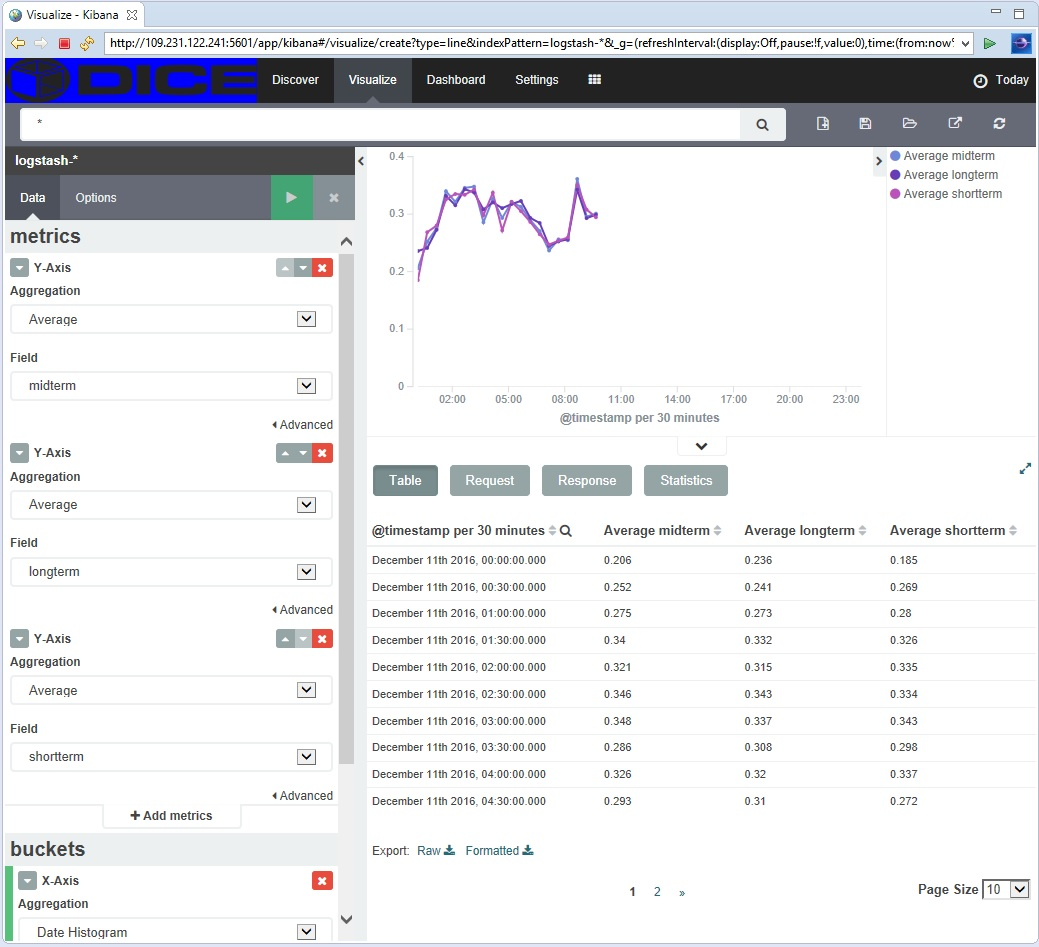 Visualize - Kibana
http://109.231.122.241:5601/app/kibana#/visualize/create?type=line&indexPattern=logstash-*&_g=(refreshInterval:(display:Off,pause:!f,value:0),time:(from:now%
DICE
Discover
Visualize
Dashboard
Settings
Today
*
logstash-*
Data
Options
metrics
Y-Axis
Aggregation
Average
Field
midterm
Advanced
Y-Axis
Aggregation
Average
Field
longterm
Advanced
Y-Axis
Aggregation
Average
Field
shortterm
Advanced
Add metrics
buckets
X-Axis
Aggregation
Date Histogram
0.4
0.3
0.2
0.1
0
02:00 05:00 08:00 11:00 14:00 17:00 20:00 23:00
@timestamp per 30 minutes
Average midterm
Average longterm
Average shortterm
Table
Request
Response
Statistics
@timestamp per 30 minutes Average midterm Average longterm Average shortterm
December 11th 2016, 00:00:00.000 0.206 0.236 0.185
December 11th 2016, 00:30:00.000 0.252 0.241 0.269
December 11th 2016, 01:00:00.000 0.275 0.273 0.28
December 11th 2016, 01:30:00.000 0.34 0.332 0.326
December 11th 2016, 02:00:00.000 0.321 0.315 0.335
December 11th 2016, 02:30:00.000 0.346 0.343 0.334
December 11th 2016, 03:00:00.000 0.348 0.337 0.343
December 11th 2016, 03:30:00.000 0.286 0.308 0.298
December 11th 2016, 04:00:00.000 0.326 0.32 0.337
December 11th 2016, 04:30:00.000 0.293 0.31 0.272
Export: Raw Formatted
1 2 »
Page Size 10